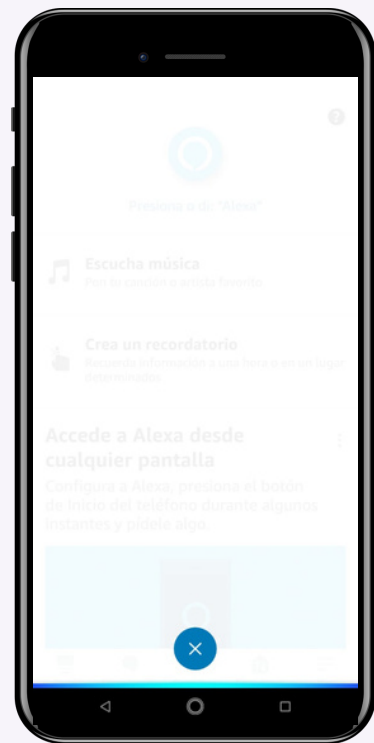 Presiona o di "Alexa"
Escucha música
Pon tu canción o artista favorito
Crea un recordatorio
Recuerda información a una hora o en un lugar
determinados
Accede a Alexa desde
cualquier pantalla
Configura a Alexa, presiona el botón
de inicio del teléfono durante algunos
instantes y pídele algo.